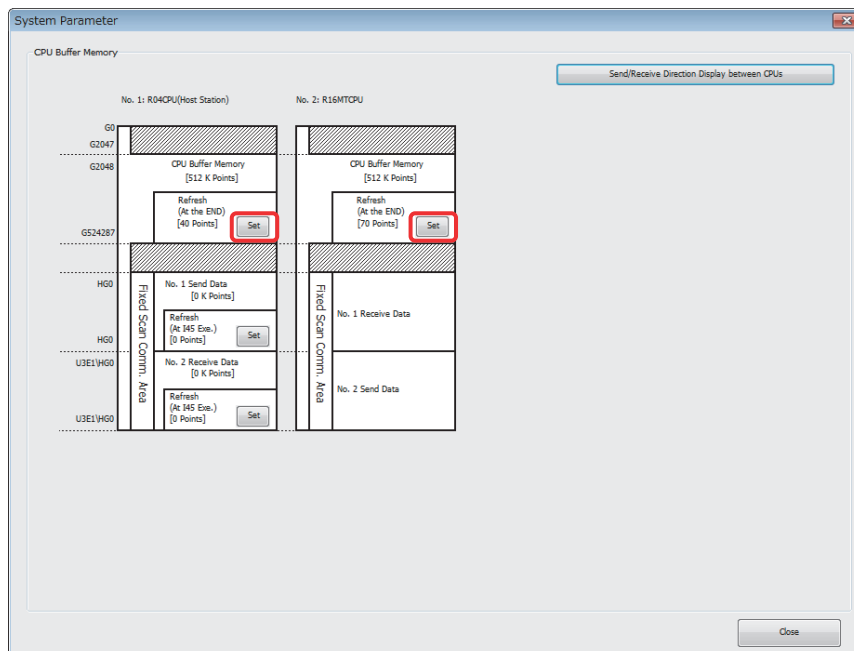 System Parameter
CPU Buffer Memory
Send/Receive Direction Display between CPUs
No. 1: R04CPU(Host Station)
No. 2: R16MTCPU
G0
G2047
G2048
G524287
HG0
HG0
U3E1\HG0
U3E1\HG0
CPU Buffer Memory
[512 K Points]
Refresh
(At the END)
[40 Points]
Set
Fixed Scan Comm. Area
No. 1 Send Data
[0 K Points]
Refresh
(At I45 Exe.)
[0 Points]
Set
No. 2 Receive Data
[0 K Points]
Refresh
(At I45 Exe.)
[0 Points]
Set
CPU Buffer Memory
[512 K Points]
Refresh
(At the END)
[70 Points]
Set
Fixed Scan Comm. Area
No. 1 Receive Data
No. 2 Send Data
Close